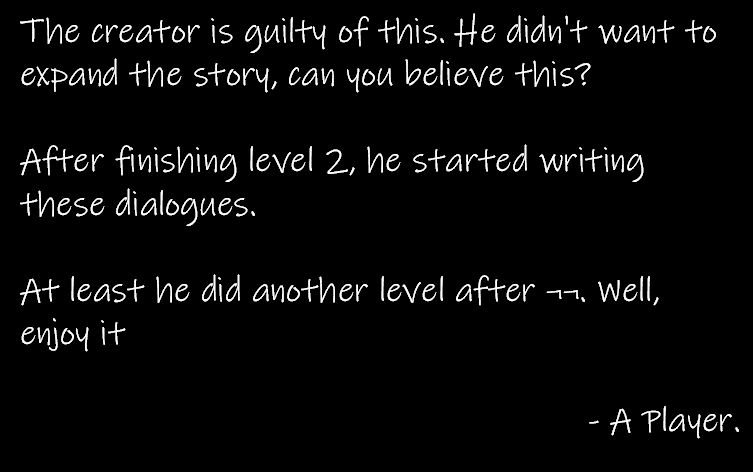 The creator is guilty of this. He didn't want to
expand the story, can you believe this?
After finishing level 2, he started writing
these dialogues.
At least he did another level after ¬¬. Well,
enjoy it
- A Player.